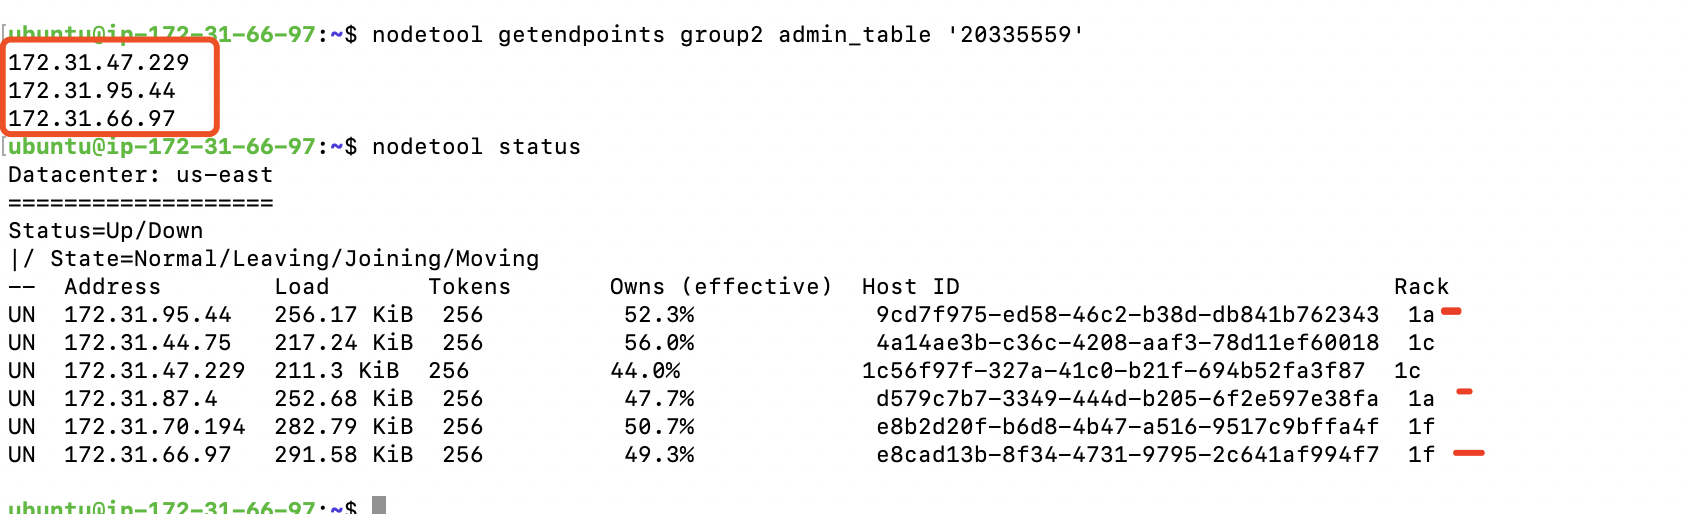 [ubuntu@ip-172-31-66-97:~$ nodetool getendpoints group2 admin_table '20335559'
172.31.47.229
172.31.95.44
172.31.66.97
[ubuntu@ip-172-31-66-97:~$ nodetool status
Datacenter: us-east
===================
Status=Up/Down
|/ State=Normal/Leaving/Joining/Moving
-- Address Load Tokens Owns (effective) Host ID Rack
UN 172.31.95.44 256.17 KiB 256 52.3% 9cd7f975-ed58-46c2-b38d-db841b762343 1a
UN 172.31.44.75 217.24 KiB 256 56.0% 4a14ae3b-c36c-4208-aaf3-78d11ef60018 1c
UN 172.31.47.229 211.3 KiB 256 44.0% 1c56f97f-327a-41c0-b21f-694b52fa3f87 1c
UN 172.31.87.4 252.68 KiB 256 47.7% d579c7b7-3349-444d-b205-6f2e597e38fa 1a
UN 172.31.70.194 282.79 KiB 256 50.7% e8b2d20f-b6d8-4b47-a516-9517c9bffa4f 1f
UN 172.31.66.97 291.58 KiB 256 49.3% e8cad13b-8f34-4731-9795-2c641af994f7 1f
ubuntu@ip-172-31-66-97:~$